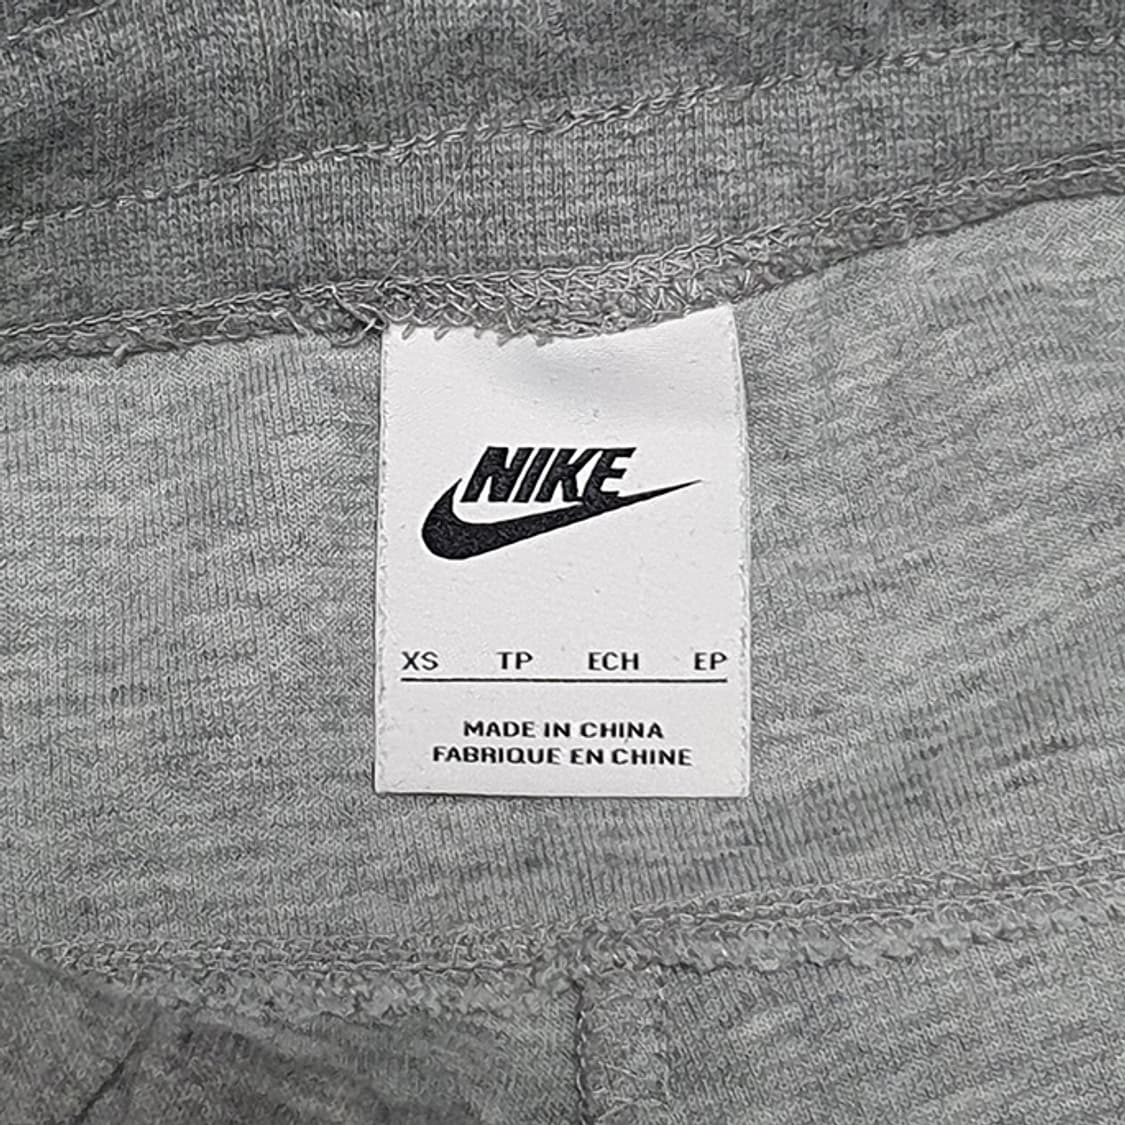 NIKE
XS TP ECH EP
MADE IN CHINA
FABRIQUE EN CHINE